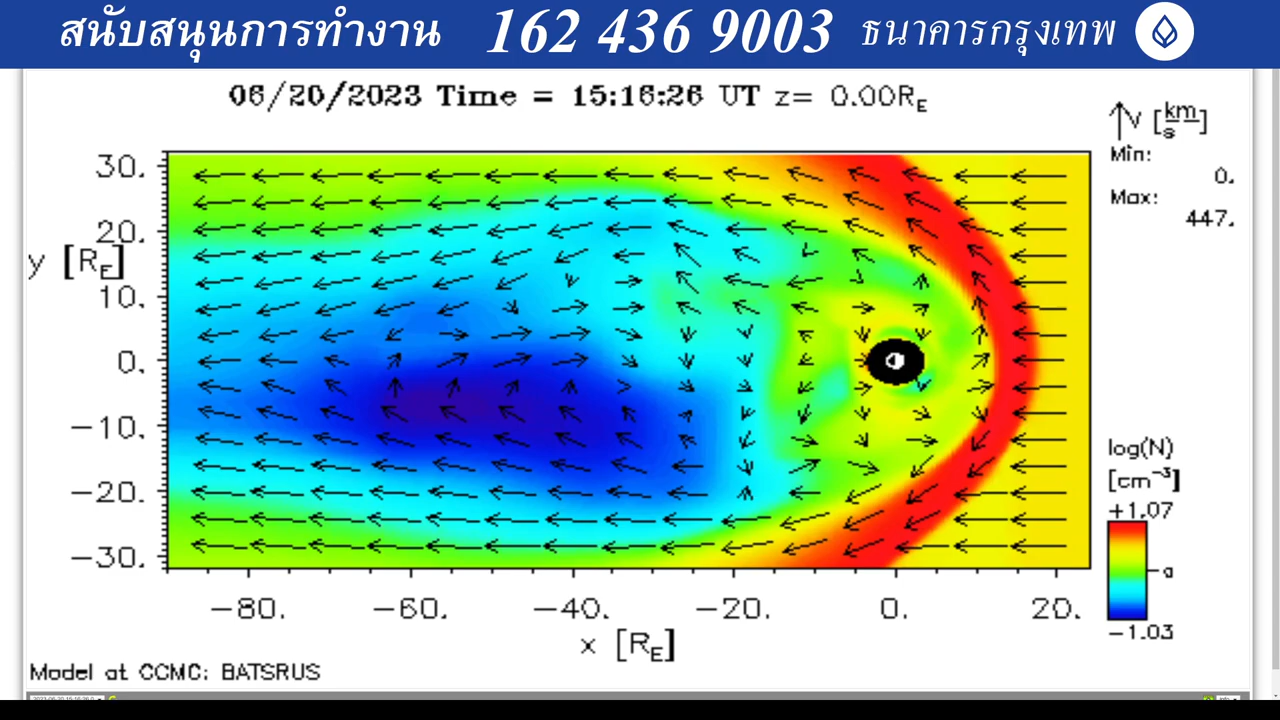 สนับสนุนการทำงาน 162 436 9003 ธนาคารกรุงเทพ
06/20/2023 Time = 15:16:26 UT z= 0.00RE
V [km/s]
Min:
0.
Max:
447.
30.
20.
y [RE]
10.
0.
−10.
−20.
−30.
−80. −60. −40. −20. 0. 20.
x [RE]
log(N)
[cm⁻³]
+1.07
−1.03
Model at CCMC: BATSRUS